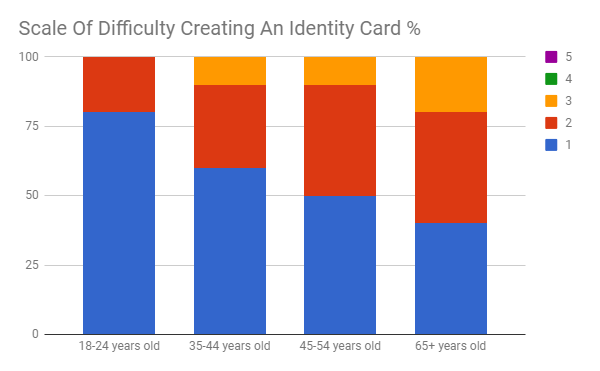 Scale Of Difficulty Creating An Identity Card %
100
75
50
25
0
18-24 years old
35-44 years old
45-54 years old
65+ years old
5
4
3
2
1